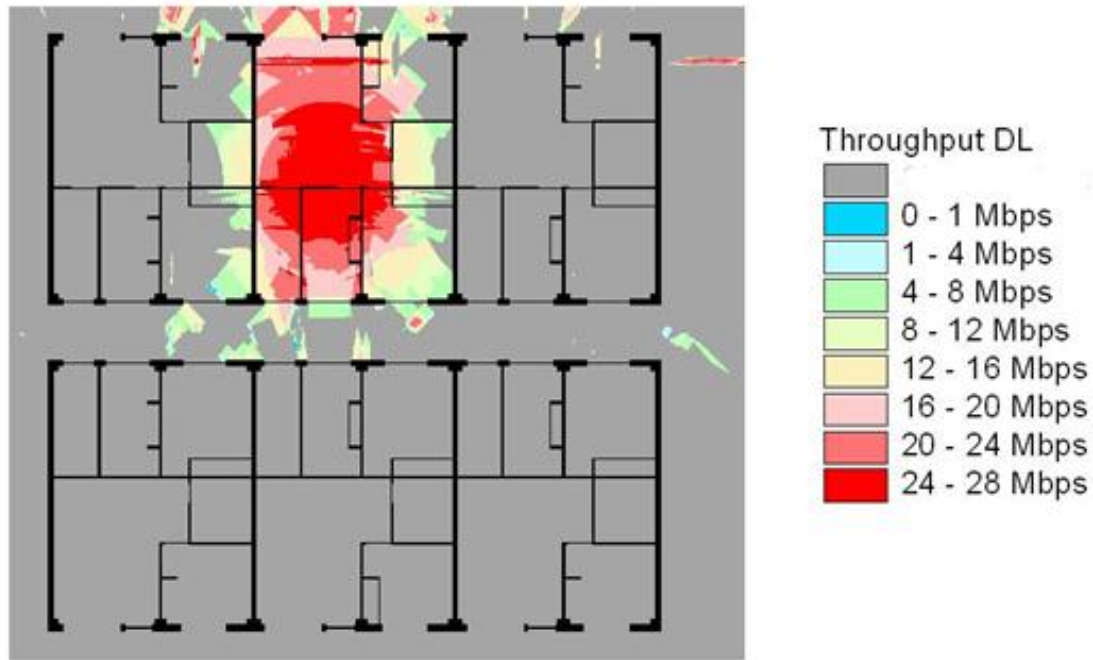 Throughput DL
0 - 1 Mbps
1 - 4 Mbps
4 - 8 Mbps
8 - 12 Mbps
12 - 16 Mbps
16 - 20 Mbps
20 - 24 Mbps
24 - 28 Mbps